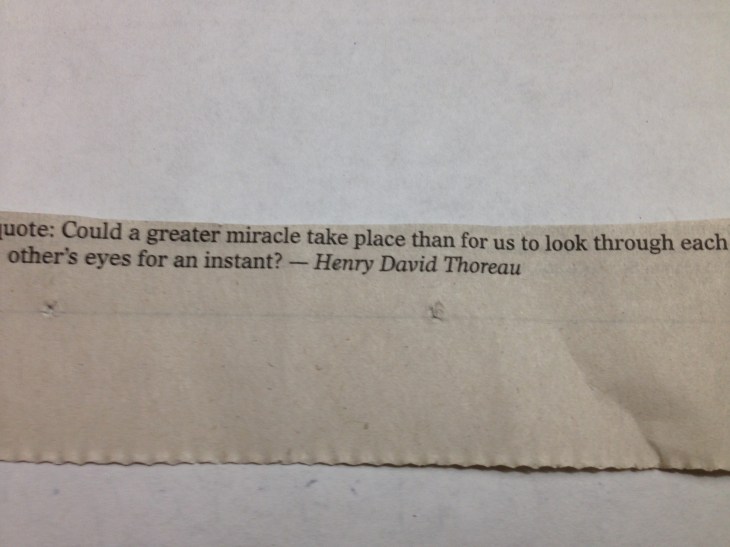 uote: Could a greater miracle take place than for us to look through each
other's eyes for an instant? — Henry David Thoreau